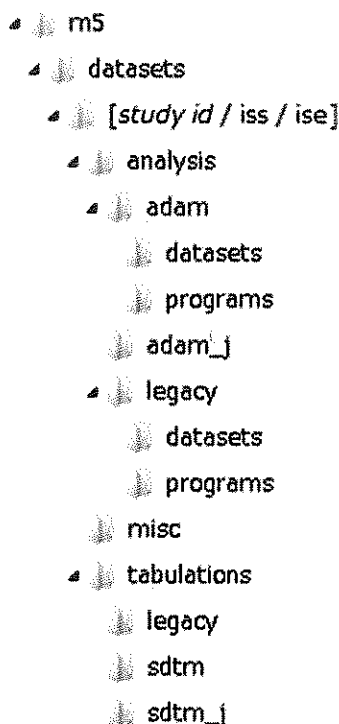 m5
datasets
[study id / iss / ise]
analysis
adam
datasets
programs
adam_j
legacy
datasets
programs
misc
tabulations
legacy
sdtm
sdtm_j